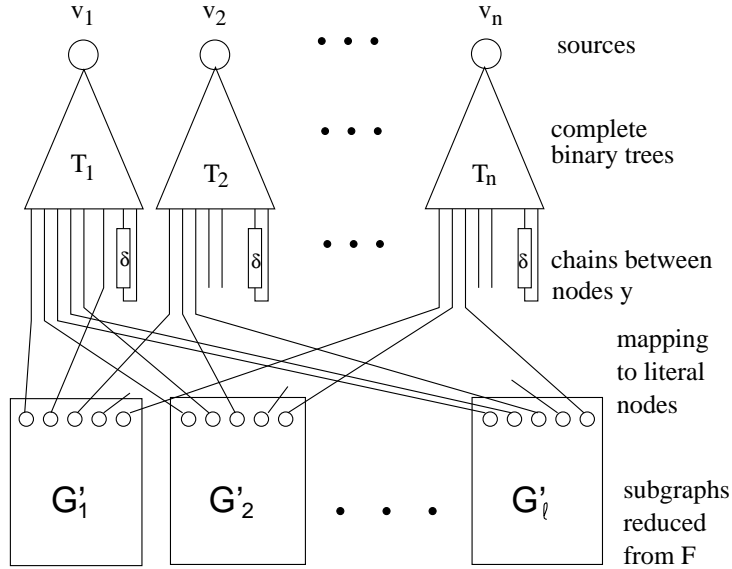 v₁ v₂ vₙ
sources
complete
binary trees
T₁ T₂ Tₙ
δ δ δ
chains between
nodes y
mapping
to literal
nodes
G'₁ G'₂ G'ℓ
subgraphs
reduced
from F